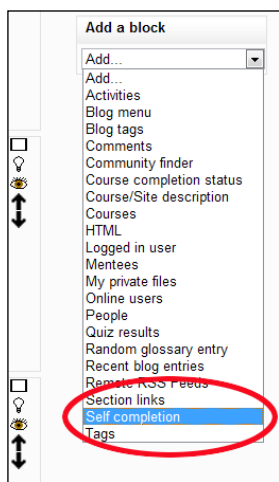 Add a block
Add...
Add...
Activities
Blog menu
Blog tags
Comments
Community finder
Course completion status
Course/Site description
Courses
HTML
Logged in user
Mentees
My private files
Online users
People
Quiz results
Random glossary entry
Recent blog entries
Remote RSS Feeds
Section links
Self completion
Tags